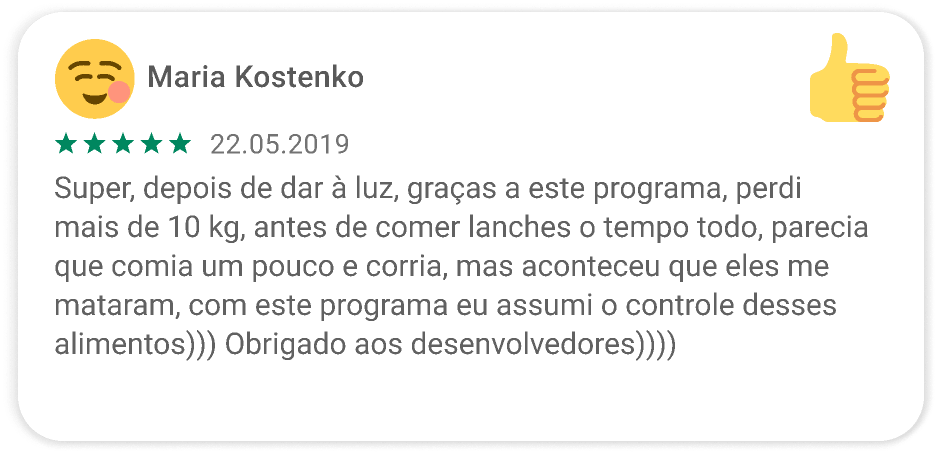 Maria Kostenko
22.05.2019
Super, depois de dar à luz, graças a este programa, perdi
mais de 10 kg, antes de comer lanches o tempo todo, parecia
que comia um pouco e corria, mas aconteceu que eles me
mataram, com este programa eu assumi o controle desses
alimentos))) Obrigado aos desenvolvedores))))